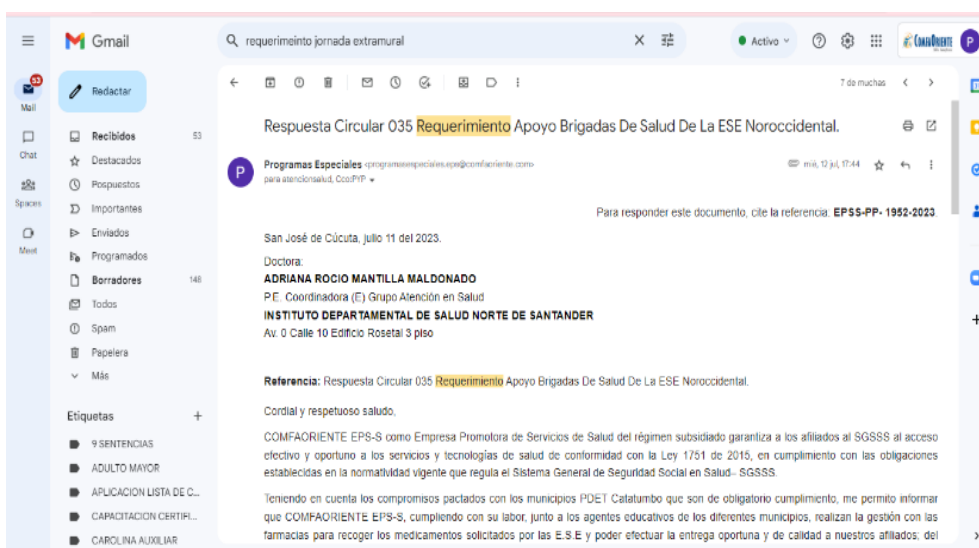 Gmail
requerimeinto jornada extramural
Activo
COMFAORIENTE
P
53
Mail
Chat
Spaces
Meet
Redactar
Recibidos 53
Destacados
Pospuestos
Importantes
Enviados
Programados
Borradores 148
Todos
Spam
Papelera
Más
Etiquetas +
9 SENTENCIAS
ADULTO MAYOR
APLICACION LISTA DE C...
CAPACITACION CERTIFI...
CAROLINA AUXILIAR
7 de muchas
Respuesta Circular 035 Requerimiento Apoyo Brigadas De Salud De La ESE Noroccidental.
P
Programas Especiales <programasespeciales.epss@comfaoriente.com>
mié, 12 jul, 17:44
para atencionsalud, Cco:PYP
Para responder este documento, cite la referencia: EPSS-PP- 1952-2023.
San José de Cúcuta, julio 11 del 2023.
Doctora:
ADRIANA ROCIO MANTILLA MALDONADO
P.E. Coordinadora (E) Grupo Atención en Salud
INSTITUTO DEPARTAMENTAL DE SALUD NORTE DE SANTANDER
Av. 0 Calle 10 Edificio Rosetal 3 piso
Referencia: Respuesta Circular 035 Requerimiento Apoyo Brigadas De Salud De La ESE Noroccidental.
Cordial y respetuoso saludo,
COMFAORIENTE EPS-S como Empresa Promotora de Servicios de Salud del régimen subsidiado garantiza a los afiliados al SGSSS al acceso
efectivo y oportuno a los servicios y tecnologías de salud de conformidad con la Ley 1751 de 2015, en cumplimiento con las obligaciones
establecidas en la normatividad vigente que regula el Sistema General de Seguridad Social en Salud– SGSSS.
Teniendo en cuenta los compromisos pactados con los municipios PDET Catatumbo que son de obligatorio cumplimiento, me permito informar
que COMFAORIENTE EPS-S, cumpliendo con su labor, junto a los agentes educativos de los diferentes municipios, realizan la gestión con las
farmacias para recoger los medicamentos solicitados por las E.S.E y poder efectuar la entrega oportuna y de calidad a nuestros afiliados; del